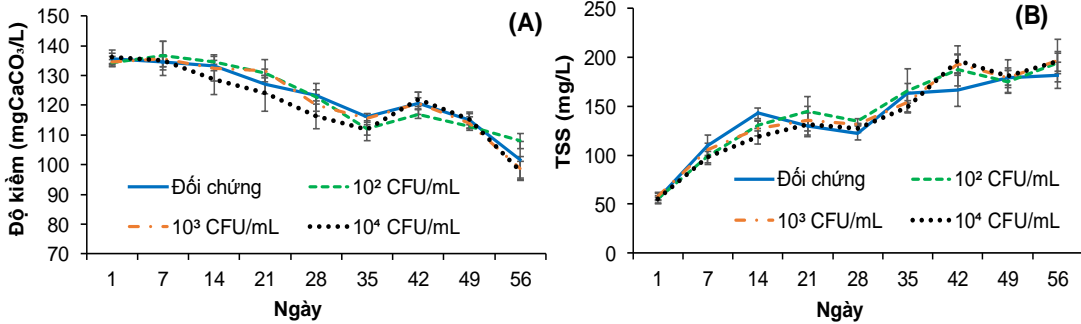 (A)
Độ kiềm (mgCaCO₃/L)
150
140
130
120
110
100
90
80
70
Đối chứng
10² CFU/mL
10³ CFU/mL
10⁴ CFU/mL
1 7 14 21 28 35 42 49 56
Ngày
(B)
TSS (mg/L)
250
200
150
100
50
0
Đối chứng
10² CFU/mL
10³ CFU/mL
10⁴ CFU/mL
1 7 14 21 28 35 42 49 56
Ngày